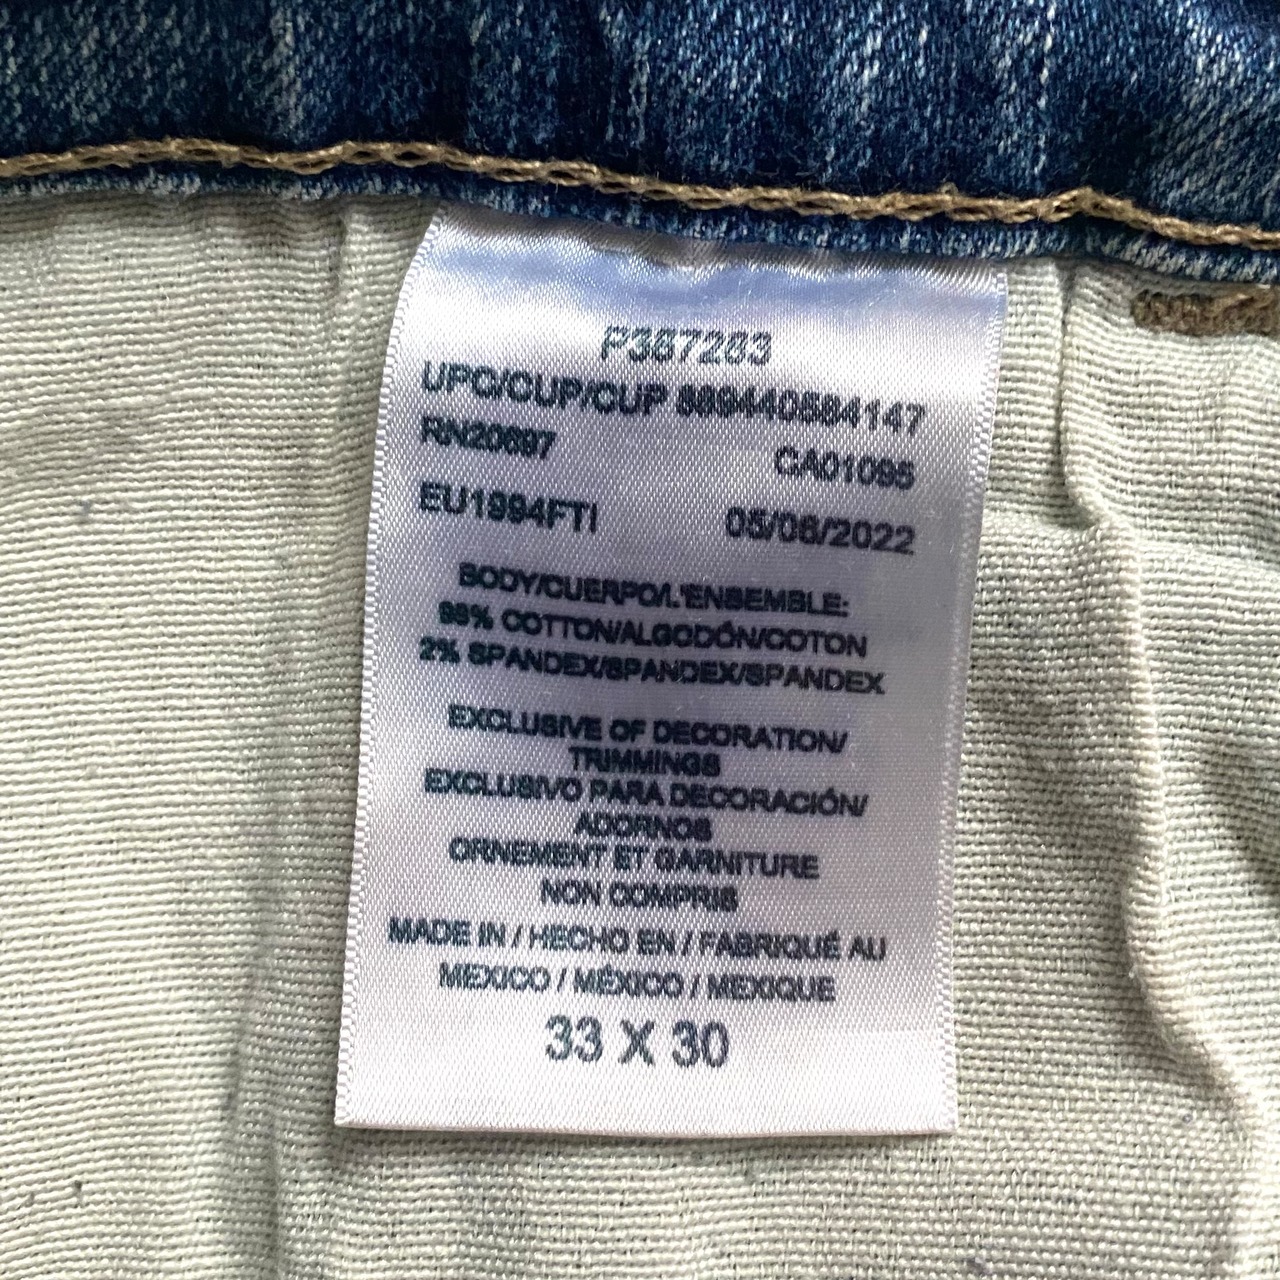 P387283
UPC/CUP/CUP 889440884147
RN20697
CA01095
EU1994FTI
05/06/2022
BODY/CUERPO/L'ENSEMBLE:
98% COTTON/ALGODÓN/COTON
2% SPANDEX/SPANDEX/SPANDEX
EXCLUSIVE OF DECORATION/
TRIMMINGS
EXCLUSIVO PARA DECORACIÓN/
ADORNOS
ORNEMENT ET GARNITURE
NON COMPRIS
MADE IN / HECHO EN / FABRIQUÉ AU
MEXICO / MÉXICO / MEXIQUE
33 X 30